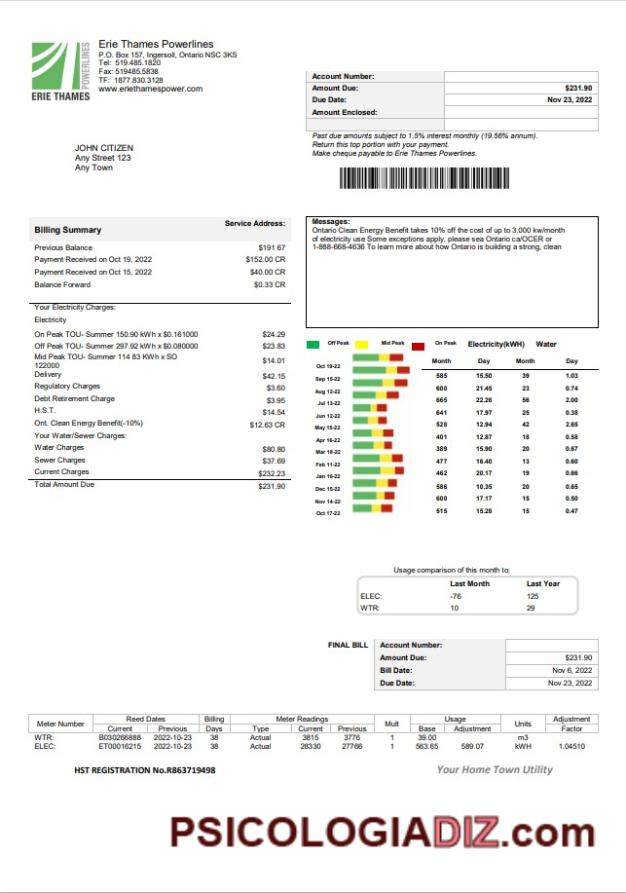 POWERLINES
ERIE THAMES
Erie Thames Powerlines
P.O. Box 157, Ingersoll, Ontario NSC 3KS
Tel: 519.485.1820
Fax: 519485.5838
TF: 1877.830.3128
www.eriethamespower.com
Account Number:
Amount Due: $231.90
Due Date: Nov 23, 2022
Amount Enclosed:
Past due amounts subject to 1.5% interest monthly (19.56% annum).
Return this top portion with your payment.
Make cheque payable to Erie Thames Powerlines.
JOHN CITIZEN
Any Street 123
Any Town
Billing Summary Service Address:
Previous Balance $191 67
Payment Received on Oct 19, 2022 $152.00 CR
Payment Received on Oct 15, 2022 $40.00 CR
Balance Forward $0.33 CR
Your Electricity Charges:
Electricity
On Peak TOU- Summer 150.90 kWh x $0.161000 $24.29
Off Peak TOU- Summer 297.92 kWh x $0.080000 $23.83
Mid Peak TOU- Summer 114 83 KWH x SO
122000 $14.01
Delivery $42.15
Regulatory Charges $3.60
Debt Retirement Charge $3.95
H.S.T. $14.54
Ont. Clean Energy Benefit(-10%) $12.63 CR
Your Water/Sewer Charges:
Water Charges $80.80
Sewer Charges $37.69
Current Charges $232.23
Total Amount Due $231.90
Messages:
Ontario Clean Energy Benefit takes 10% off the cost of up to 3.000 kw/month
of electricity use Some exceptions apply, please sea Ontario ca/OCER or
1-888-668-4636 To learn more about how Ontario is building a strong, clean
Off Peak Mid Peak On Peak Electricity(kWH) Water
Month Day Month Day
Oct 19-22 585 15.50 39 1.03
Sep 15-22 600 21.45 23 0.74
Aug 12-22 665 22.26 56 2.00
Jul 13-22 641 17.97 25 0.38
Jun 12-22 528 12.94 42 2.65
May 15-22 401 12.87 18 0.58
Apr 16-22 389 15.90 20 0.67
Mar 10-22 477 16.40 13 0.60
Feb 11-22 462 20.17 19 0.66
Jan 16-22 586 10.35 20 0.65
Dec 15-22 600 17.17 15 0.50
Nov 14-22 515 15.28 15 0.47
Oct 17-22
Usage comparison of this month to:
Last Month Last Year
ELEC: -76 125
WTR: 10 29
FINAL BILL Account Number:
Amount Due: $231.90
Bill Date: Nov 6, 2022
Due Date: Nov 23, 2022
Meter Number Reed Dates Billing Meter Readings Mult Usage Units Adjustment
Current Previous Days Type Current Previous Base Adjustment Factor
WTR: B030266888 2022-10-23 38 Actual 3815 3776 1 39.00 m3
ELEC: ET00016215 2022-10-23 38 Actual 28330 27766 1 563.65 589.07 kWH 1.04510
HST REGISTRATION No.R863719498 Your Home Town Utility
PSICOLOGIADIZ.com